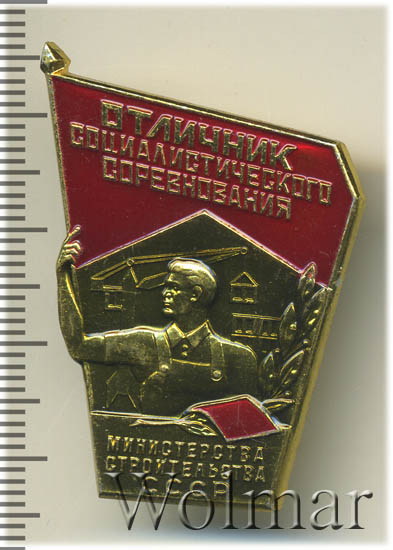 ОТЛИЧНИК
СОЦИАЛИСТИЧЕСКОГО
СОРЕВНОВАНИЯ
МИНИСТЕРСТВА
СТРОИТЕЛЬСТВА
СССР
Wolmar